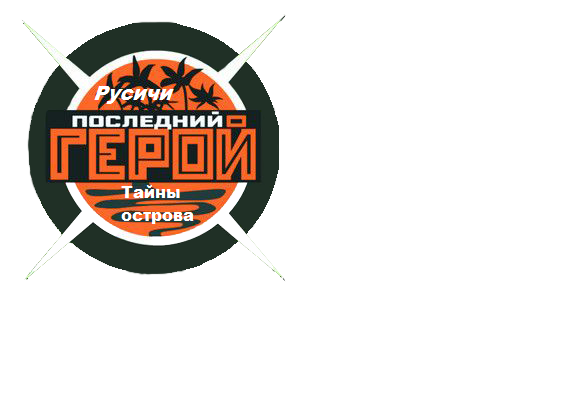 Русичи
ПОСЛЕДНИЙ
ГЕРОЙ
Тайны
острова